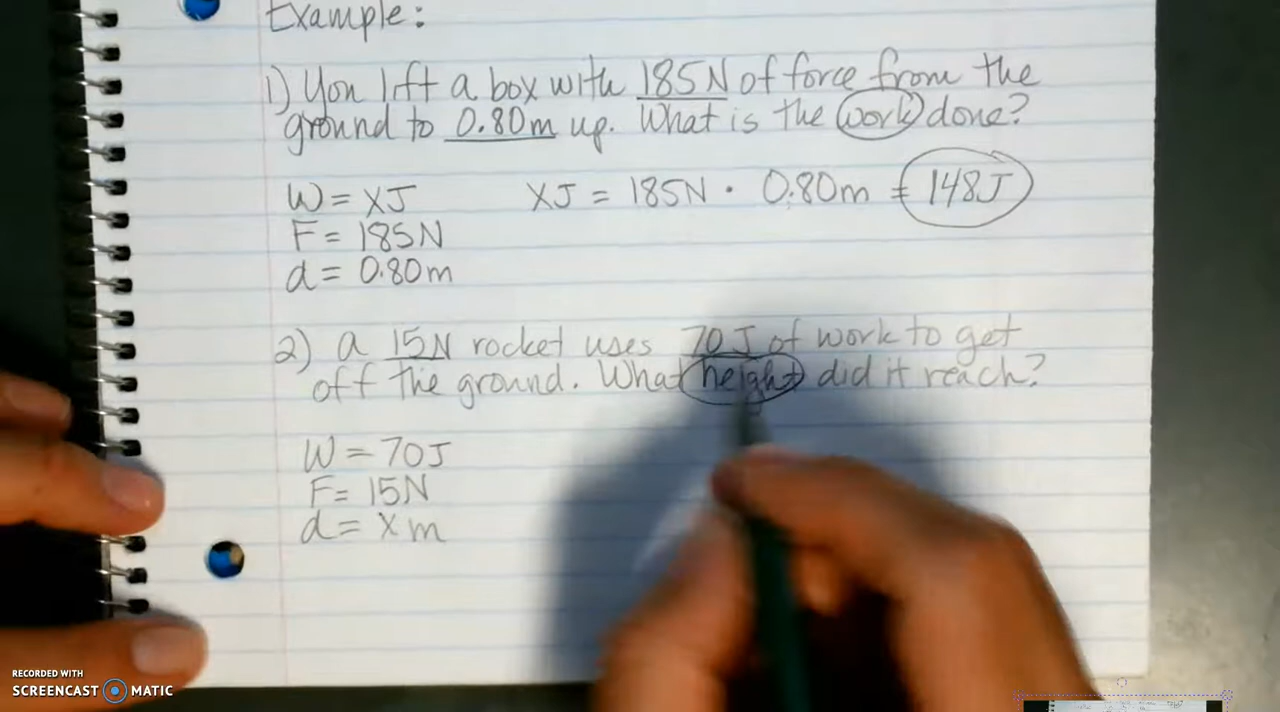 Example:
1) You lift a box with 185N of force from the
ground to 0.80m up. What is the work done?
W = XJ XJ = 185N · 0.80m = 148J
F = 185N
d = 0.80m
2) A 15N rocket uses 70J of work to get
off the ground. What height did it reach?
W = 70J
F = 15N
d = X m
RECORDED WITH
SCREENCAST MATIC